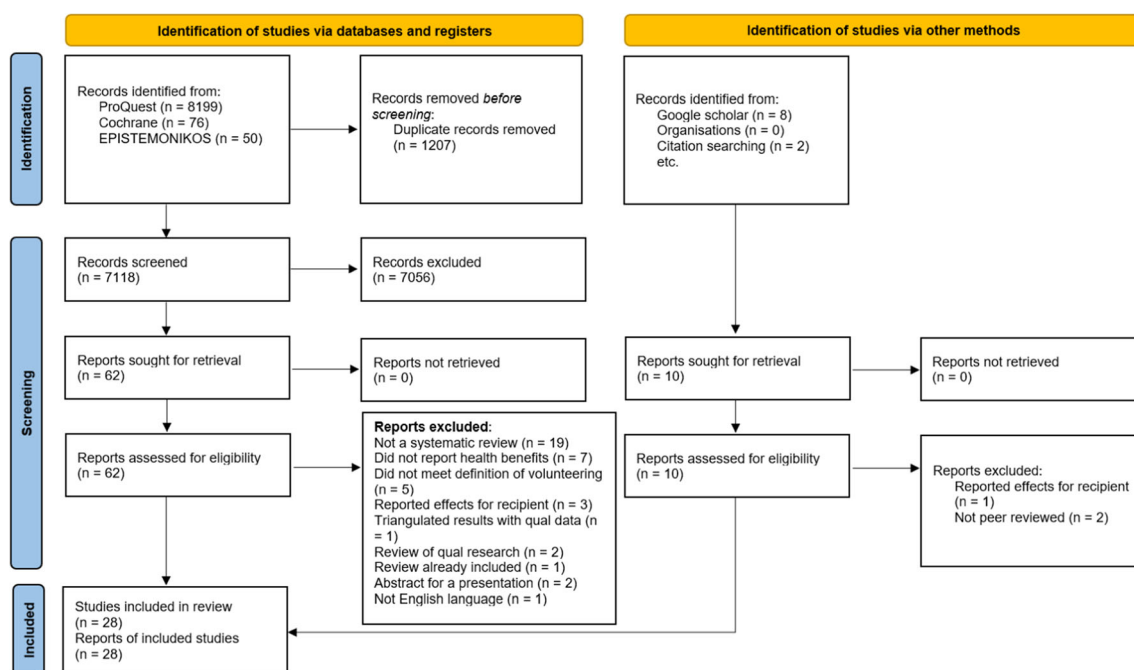 Identification of studies via databases and registers
Identification of studies via other methods
Identification
Records identified from:
ProQuest (n = 8199)
Cochrane (n = 76)
EPISTEMONIKOS (n = 50)
Records removed before
screening:
Duplicate records removed
(n = 1207)
Records identified from:
Google scholar (n = 8)
Organisations (n = 0)
Citation searching (n = 2)
etc.
Screening
Records screened
(n = 7118)
Records excluded
(n = 7056)
Reports sought for retrieval
(n = 62)
Reports not retrieved
(n = 0)
Reports sought for retrieval
(n = 10)
Reports not retrieved
(n = 0)
Reports assessed for eligibility
(n = 62)
Reports excluded:
Not a systematic review (n = 19)
Did not report health benefits (n = 7)
Did not meet definition of volunteering
(n = 5)
Reported effects for recipient (n = 3)
Triangulated results with qual data (n
= 1)
Review of qual research (n = 2)
Review already included (n = 1)
Abstract for a presentation (n = 2)
Not English language (n = 1)
Reports assessed for eligibility
(n = 10)
Reports excluded:
Reported effects for recipient
(n = 1)
Not peer reviewed (n = 2)
Included
Studies included in review
(n = 28)
Reports of included studies
(n = 28)